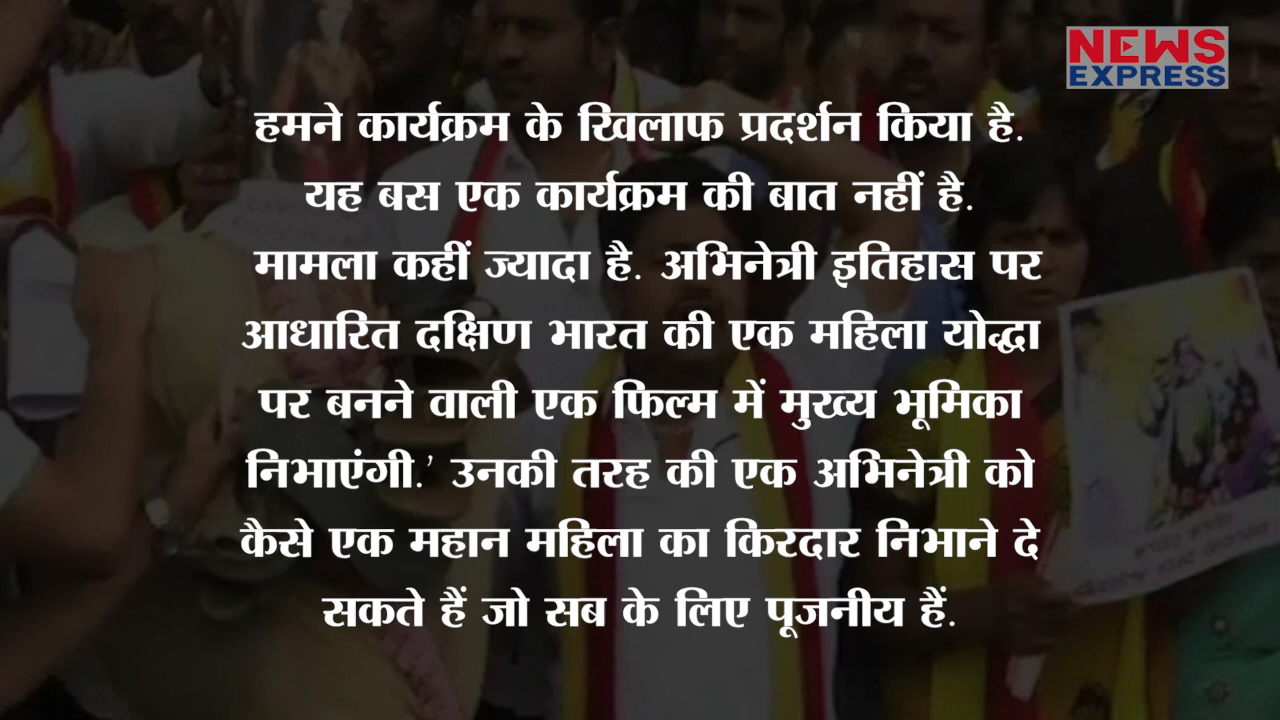 NEWS
EXPRESS
हमने कार्यक्रम के खिलाफ प्रदर्शन किया है.
यह बस एक कार्यक्रम की बात नहीं है.
मामला कहीं ज्यादा है. अभिनेत्री इतिहास पर
आधारित दक्षिण भारत की एक महिला योद्धा
पर बनने वाली एक फिल्म में मुख्य भूमिका
निभाएंगी.’ उनकी तरह की एक अभिनेत्री को
कैसे एक महान महिला का किरदार निभाने दे
सकते हैं जो सब के लिए पूजनीय हैं.